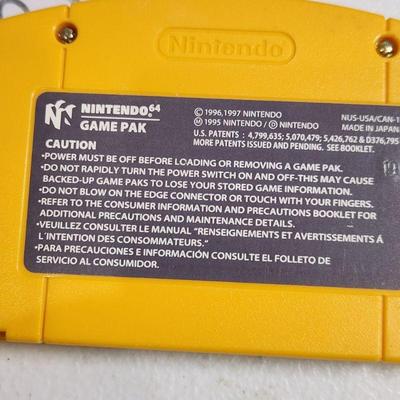 Nintendo
NINTENDO 64
GAME PAK
© 1996,1997 NINTENDO
Ⓜ 1995 NINTENDO / Ⓓ NINTENDO
U.S. PATENTS : 4,799,635; 5,070,479; 5,426,762 & D376,795
MORE PATENTS ISSUED AND PENDING. SEE BOOKLET.
NUS-USA/CAN-1
MADE IN JAPAN
CAUTION
•POWER MUST BE OFF BEFORE LOADING OR REMOVING A GAME PAK.
•DO NOT RAPIDLY TURN THE POWER SWITCH ON AND OFF-THIS MAY CAUSE
BACKED-UP GAME PAKS TO LOSE YOUR STORED GAME INFORMATION.
•DO NOT BLOW ON THE EDGE CONNECTOR OR TOUCH WITH YOUR FINGERS.
•REFER TO THE CONSUMER INFORMATION AND PRECAUTIONS BOOKLET FOR
ADDITIONAL PRECAUTIONS AND MAINTENANCE DETAILS.
•VEUILLEZ CONSULTER LE MANUAL "RENSEIGNEMENTS ET AVERTISSEMENTS Á
L'INTENTION DES CONSOMMATEURS."
•PARA PRECAUCIONES E INFORMACIÓN CONSULTE EL FOLLETO DE
SERVICIO AL CONSUMIDOR.